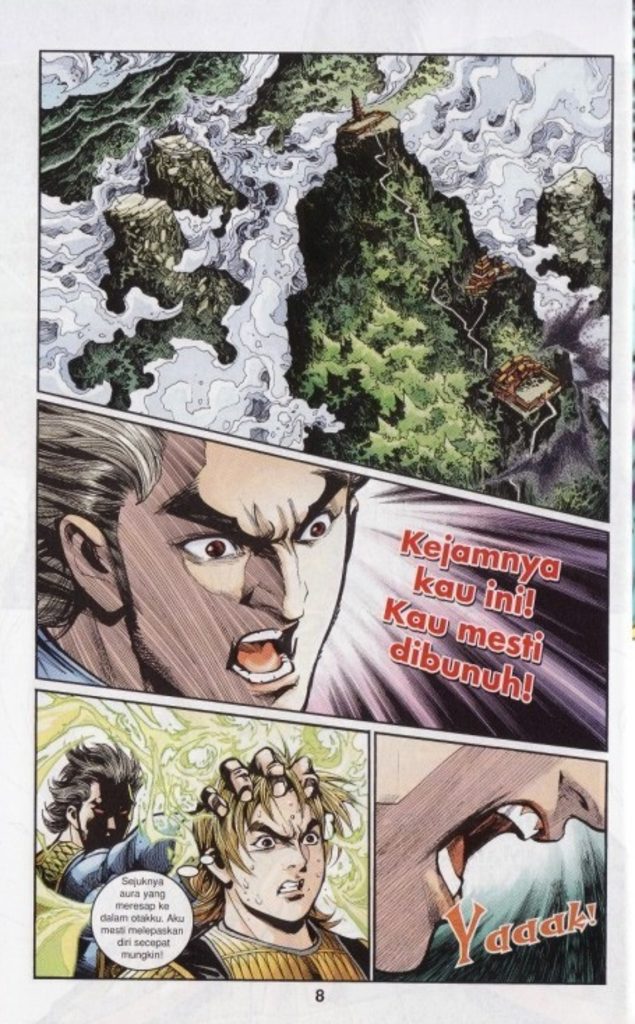 Kejamnya
kau ini!
Kau mesti
dibunuh!
Sejuknya
aura yang
meresap ke
dalam otakku. Aku
mesti melepaskan
diri secepat
mungkin!
Yaaak!
8